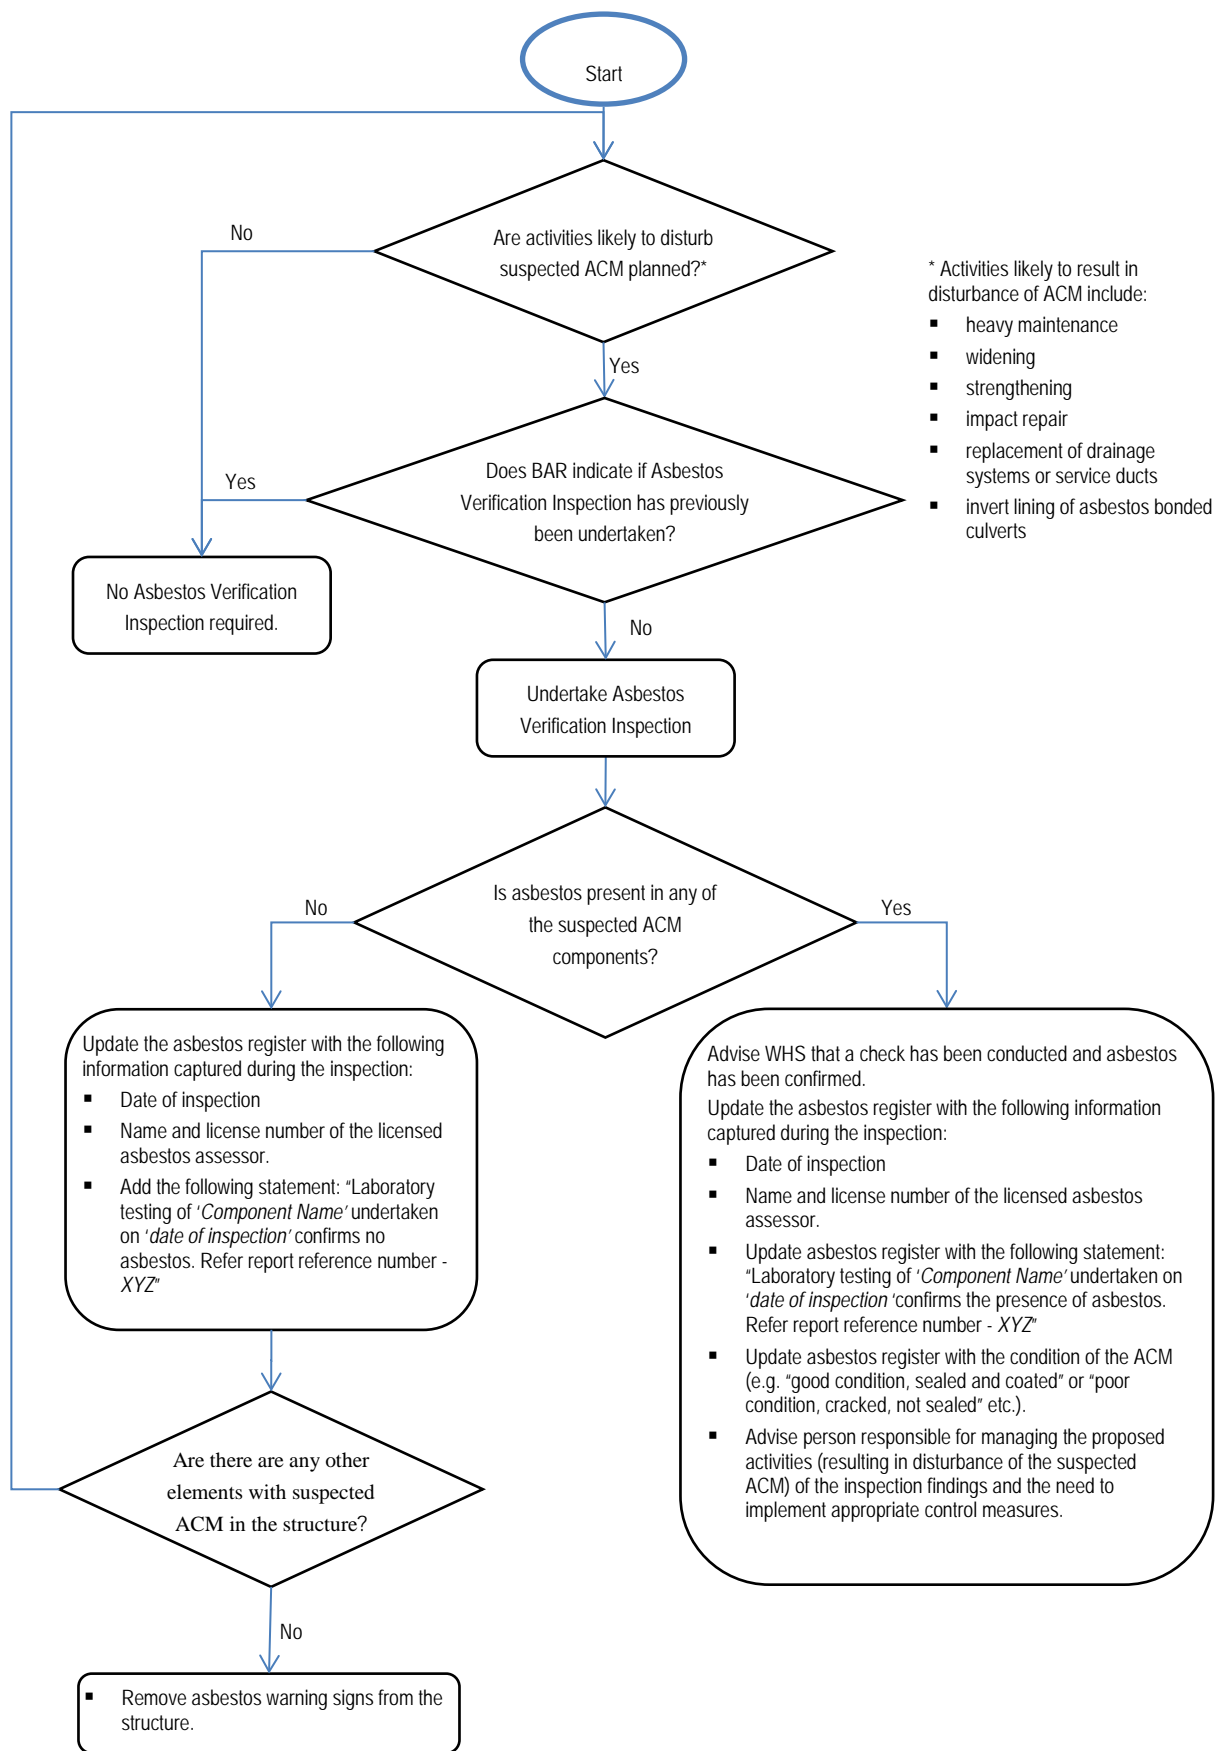 Start
No
Are activities likely to disturb
suspected ACM planned?*
* Activities likely to result in
disturbance of ACM include:
▪ heavy maintenance
▪ widening
▪ strengthening
▪ impact repair
▪ replacement of drainage
systems or service ducts
▪ invert lining of asbestos bonded
culverts
Yes
Yes
Does BAR indicate if Asbestos
Verification Inspection has previously
been undertaken?
No Asbestos Verification
Inspection required.
No
Undertake Asbestos
Verification Inspection
No
Is asbestos present in any of
the suspected ACM
components?
Yes
Update the asbestos register with the following
information captured during the inspection:
▪ Date of inspection
▪ Name and license number of the licensed
asbestos assessor.
▪ Add the following statement: “Laboratory
testing of ‘Component Name’ undertaken
on ‘date of inspection’ confirms no
asbestos. Refer report reference number -
XYZ”
Advise WHS that a check has been conducted and asbestos
has been confirmed.
Update the asbestos register with the following information
captured during the inspection:
▪ Date of inspection
▪ Name and license number of the licensed asbestos
assessor.
▪ Update asbestos register with the following statement:
“Laboratory testing of ‘Component Name’ undertaken on
‘date of inspection ‘confirms the presence of asbestos.
Refer report reference number - XYZ”
▪ Update asbestos register with the condition of the ACM
(e.g. “good condition, sealed and coated” or “poor
condition, cracked, not sealed” etc.).
▪ Advise person responsible for managing the proposed
activities (resulting in disturbance of the suspected
ACM) of the inspection findings and the need to
implement appropriate control measures.
Are there are any other
elements with suspected
ACM in the structure?
No
▪ Remove asbestos warning signs from the
structure.